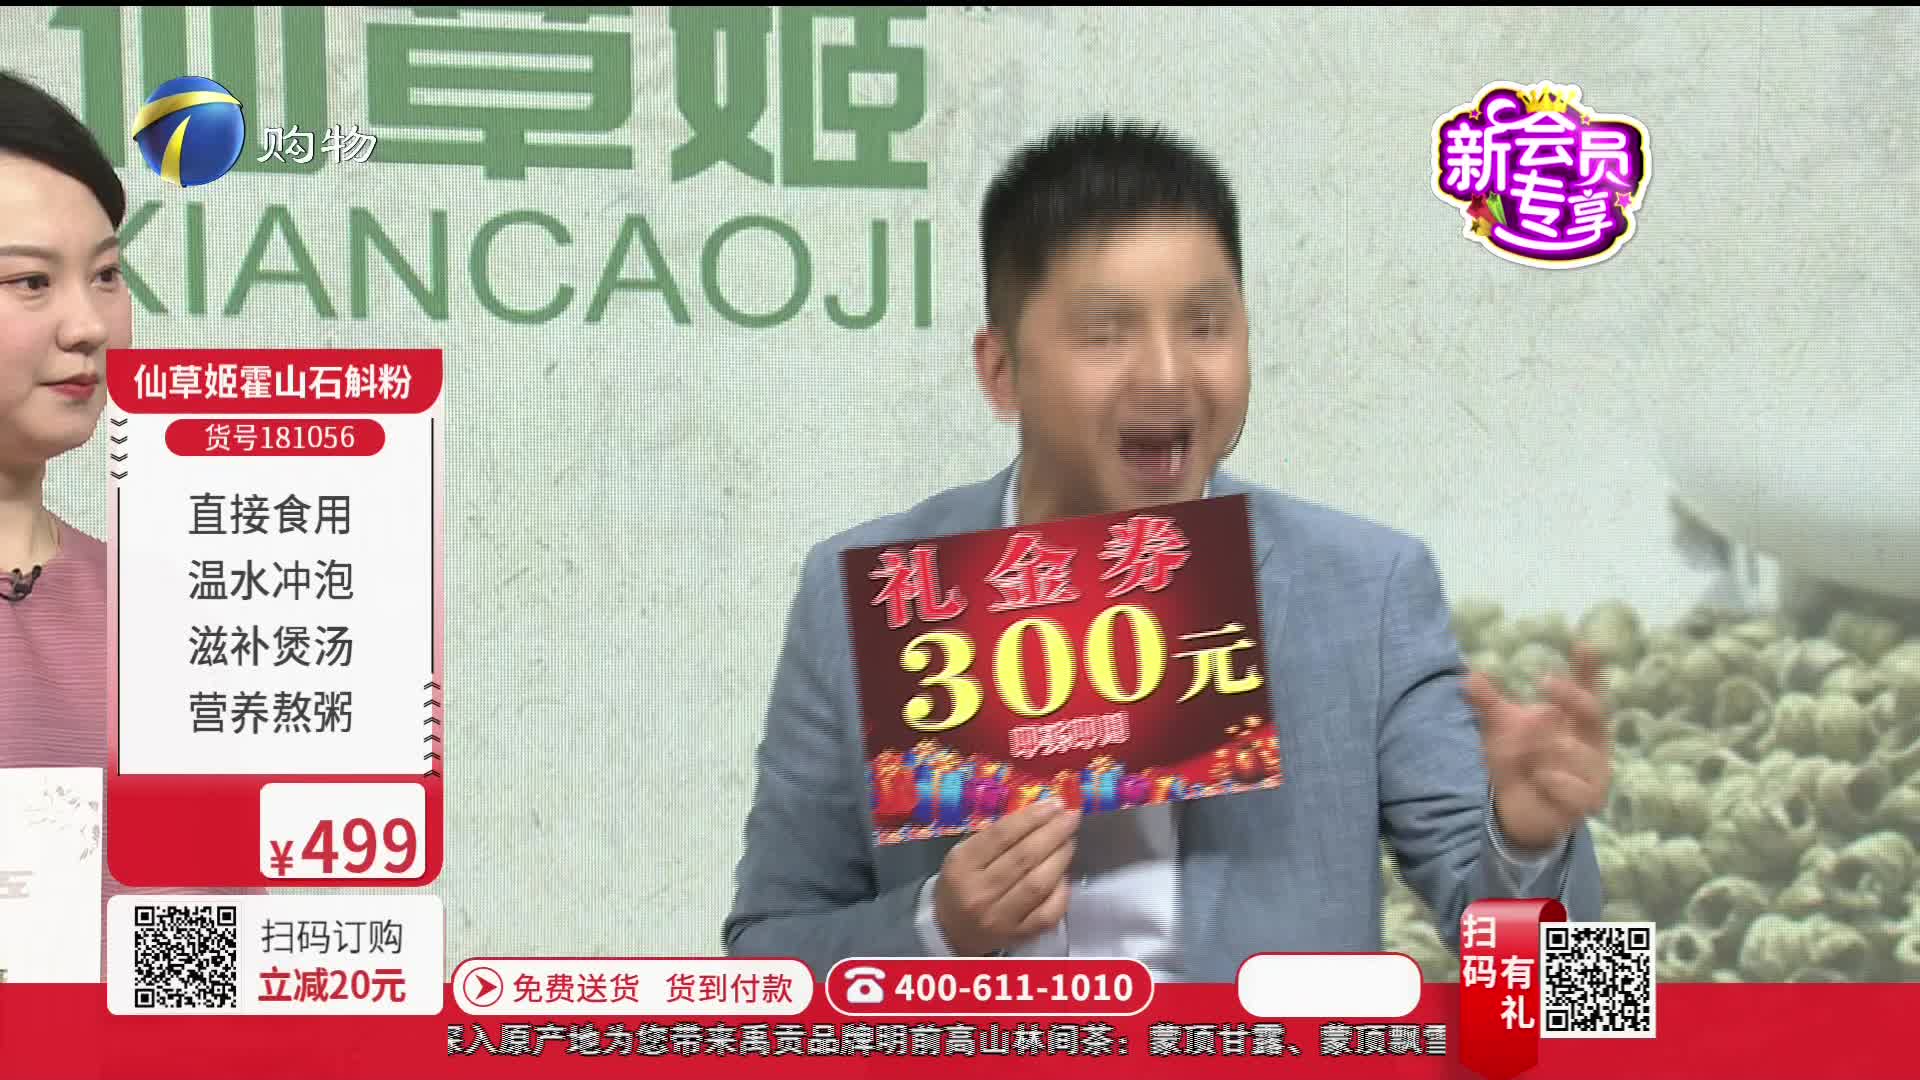 仙草姬
XIANCAOJI
购物
新会员
专享
仙草姬霍山石斛粉
货号181056
直接食用
温水冲泡
滋补煲汤
营养熬粥
¥499
扫码订购
立减20元
礼金券
300元
免费送货 货到付款
400-611-1010
扫码
有礼
入原产地为您带来禹贡品牌明前高山林间茶：蒙顶甘露、蒙顶飘雪